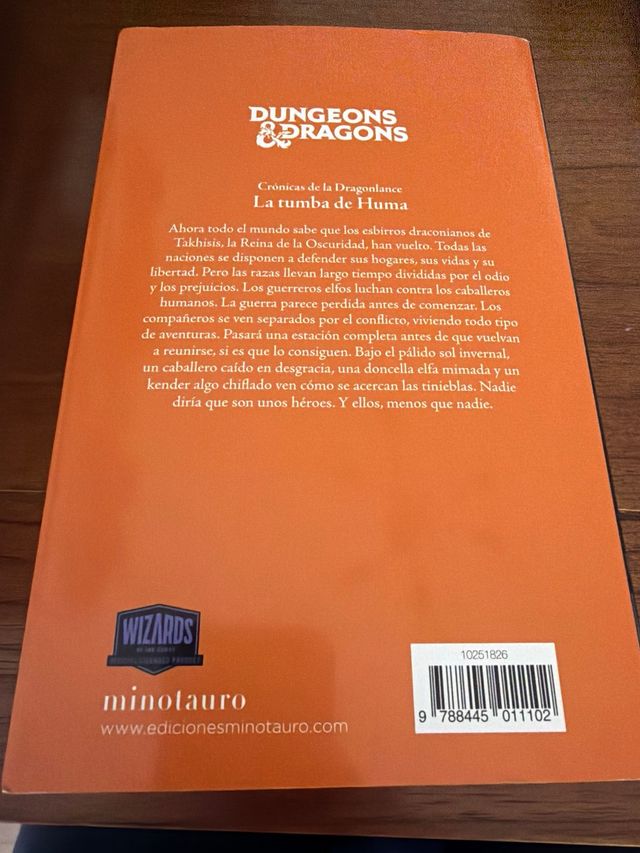 DUNGEONS
& DRAGONS
Crónicas de la Dragonlance
La tumba de Huma
Ahora todo el mundo sabe que los esbirros draconianos de
Takhisis, la Reina de la Oscuridad, han vuelto. Todas las
naciones se disponen a defender sus hogares, sus vidas y su
libertad. Pero las razas llevan largo tiempo divididas por el odio
y los prejuicios. Los guerreros elfos luchan contra los caballeros
humanos. La guerra parece perdida antes de comenzar. Los
compañeros se ven separados por el conflicto, viviendo todo tipo
de aventuras. Pasará una estación completa antes de que vuelvan
a reunirse, si es que lo consiguen. Bajo el pálido sol invernal,
un caballero caído en desgracia, una doncella elfa mimada y un
kender algo chiflado ven cómo se acercan las tinieblas. Nadie
diría que son unos héroes. Y ellos, menos que nadie.
WIZARDS
OF THE COAST
minotauro
www.edicionesminotauro.com
10251826
9 788445 011102